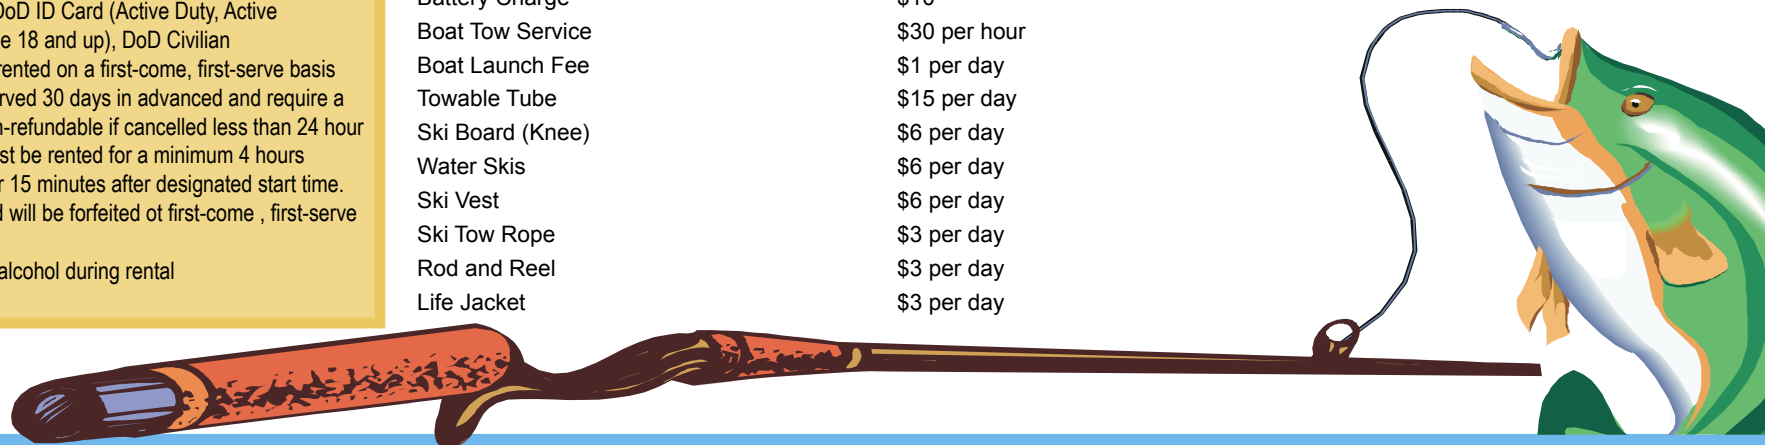 DoD ID Card (Active Duty, Active
e 18 and up), DoD Civilian
rented on a first-come, first-serve basis
rved 30 days in advanced and require a
n-refundable if cancelled less than 24 hour
st be rented for a minimum 4 hours
r 15 minutes after designated start time.
d will be forfeited ot first-come , first-serve
alcohol during rental
Battery Charge $10
Boat Tow Service $30 per hour
Boat Launch Fee $1 per day
Towable Tube $15 per day
Ski Board (Knee) $6 per day
Water Skis $6 per day
Ski Vest $6 per day
Ski Tow Rope $3 per day
Rod and Reel $3 per day
Life Jacket $3 per day